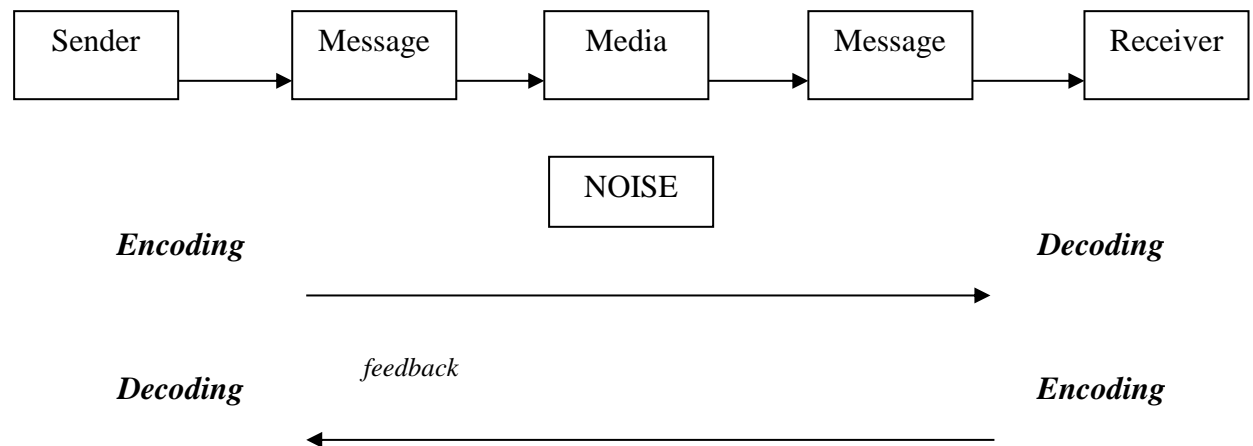 Sender Message Media Message Receiver
NOISE
Encoding Decoding
feedback
Decoding Encoding